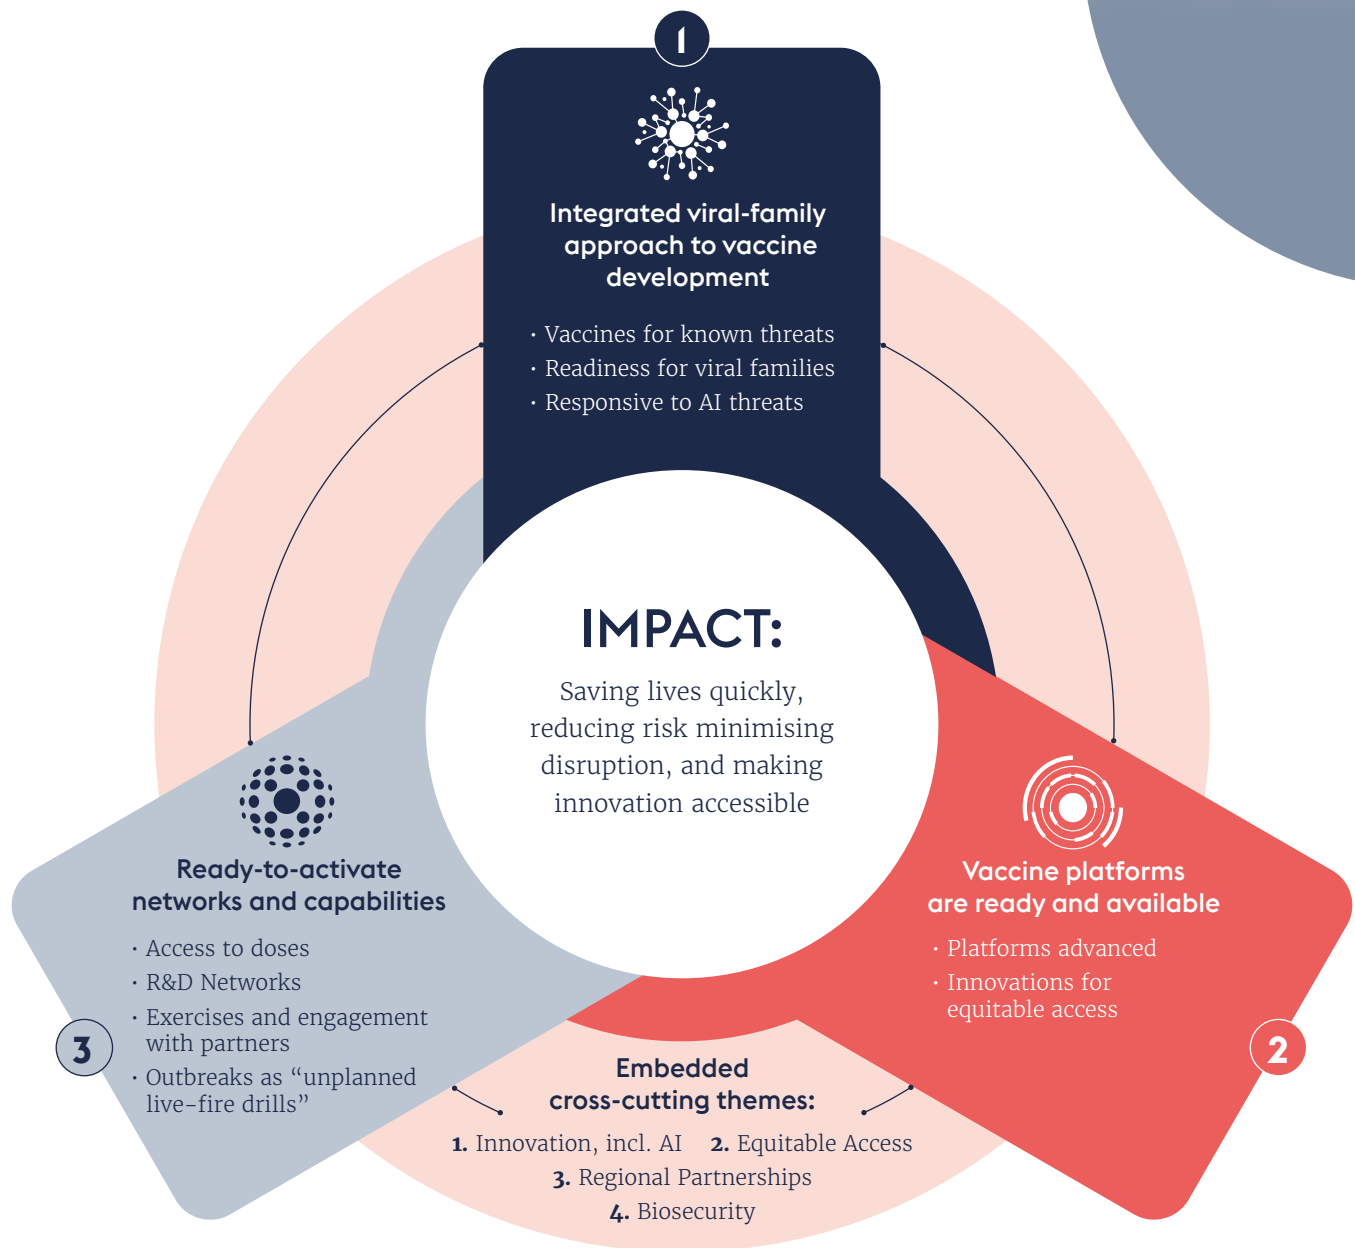 1
Integrated viral-family
approach to vaccine
development
· Vaccines for known threats
· Readiness for viral families
· Responsive to AI threats
IMPACT:
Saving lives quickly,
reducing risk minimising
disruption, and making
innovation accessible
Vaccine platforms
are ready and available
· Platforms advanced
· Innovations for
equitable access
2
Ready-to-activate
networks and capabilities
· Access to doses
· R&D Networks
· Exercises and engagement
with partners
· Outbreaks as “unplanned
live-fire drills”
3
Embedded
cross-cutting themes:
1. Innovation, incl. AI 2. Equitable Access
3. Regional Partnerships
4. Biosecurity